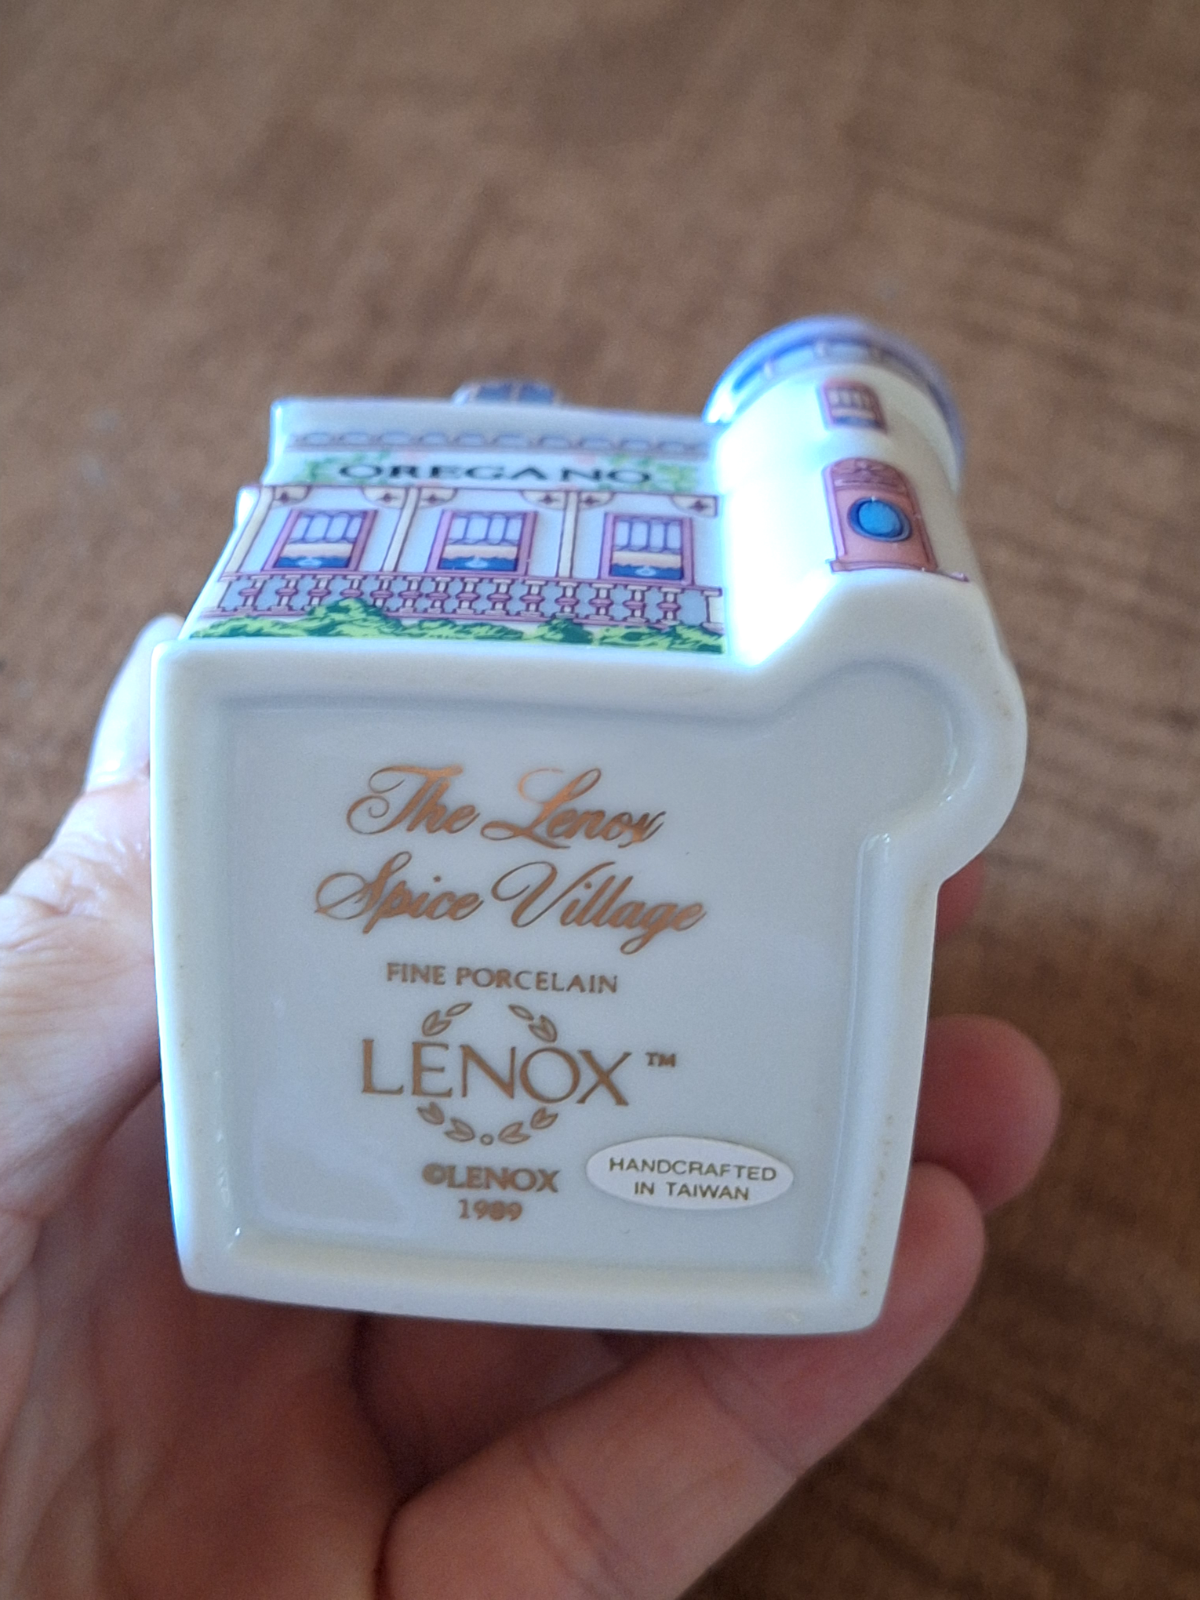 OREGANO
The Lenox
Spice Village
FINE PORCELAIN
LENOX™
©LENOX
1989
HANDCRAFTED
IN TAIWAN